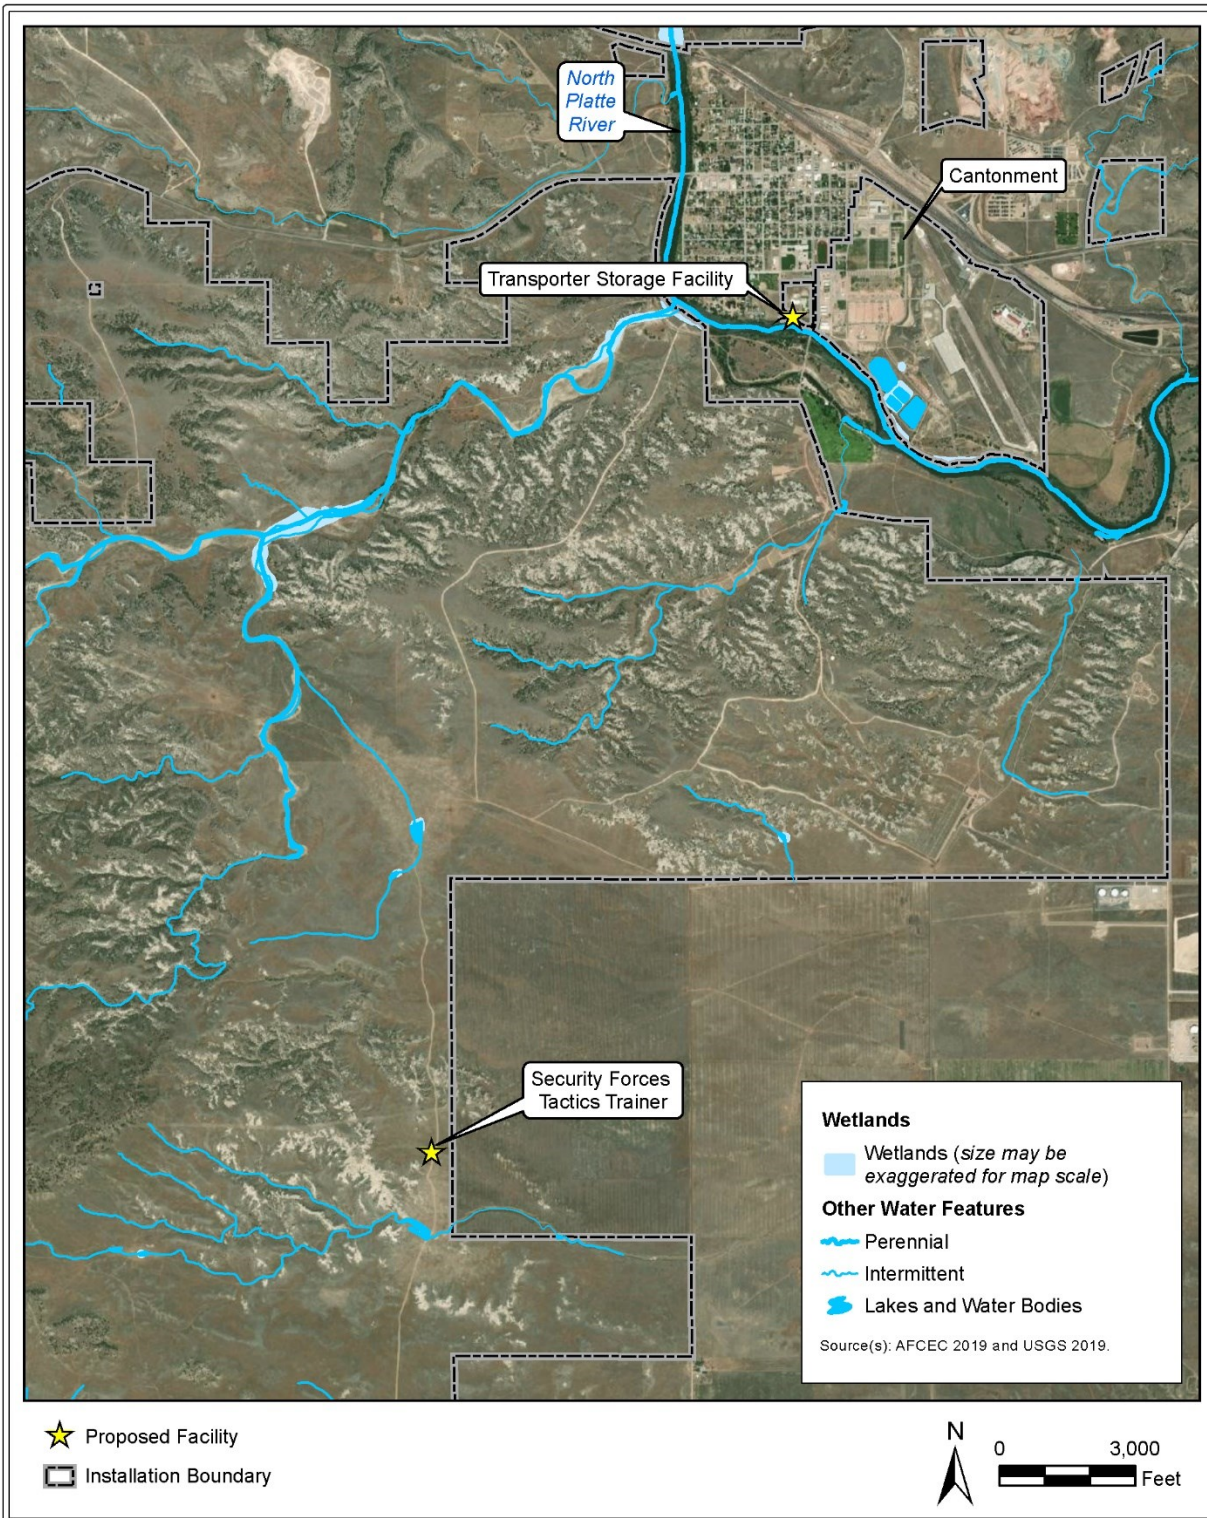 North
Platte
River
Cantonment
Transporter Storage Facility
Security Forces
Tactics Trainer
Wetlands
Wetlands (size may be
exaggerated for map scale)
Other Water Features
Perennial
Intermittent
Lakes and Water Bodies
Source(s): AFCEC 2019 and USGS 2019.
Proposed Facility
Installation Boundary
N
0 3,000
Feet